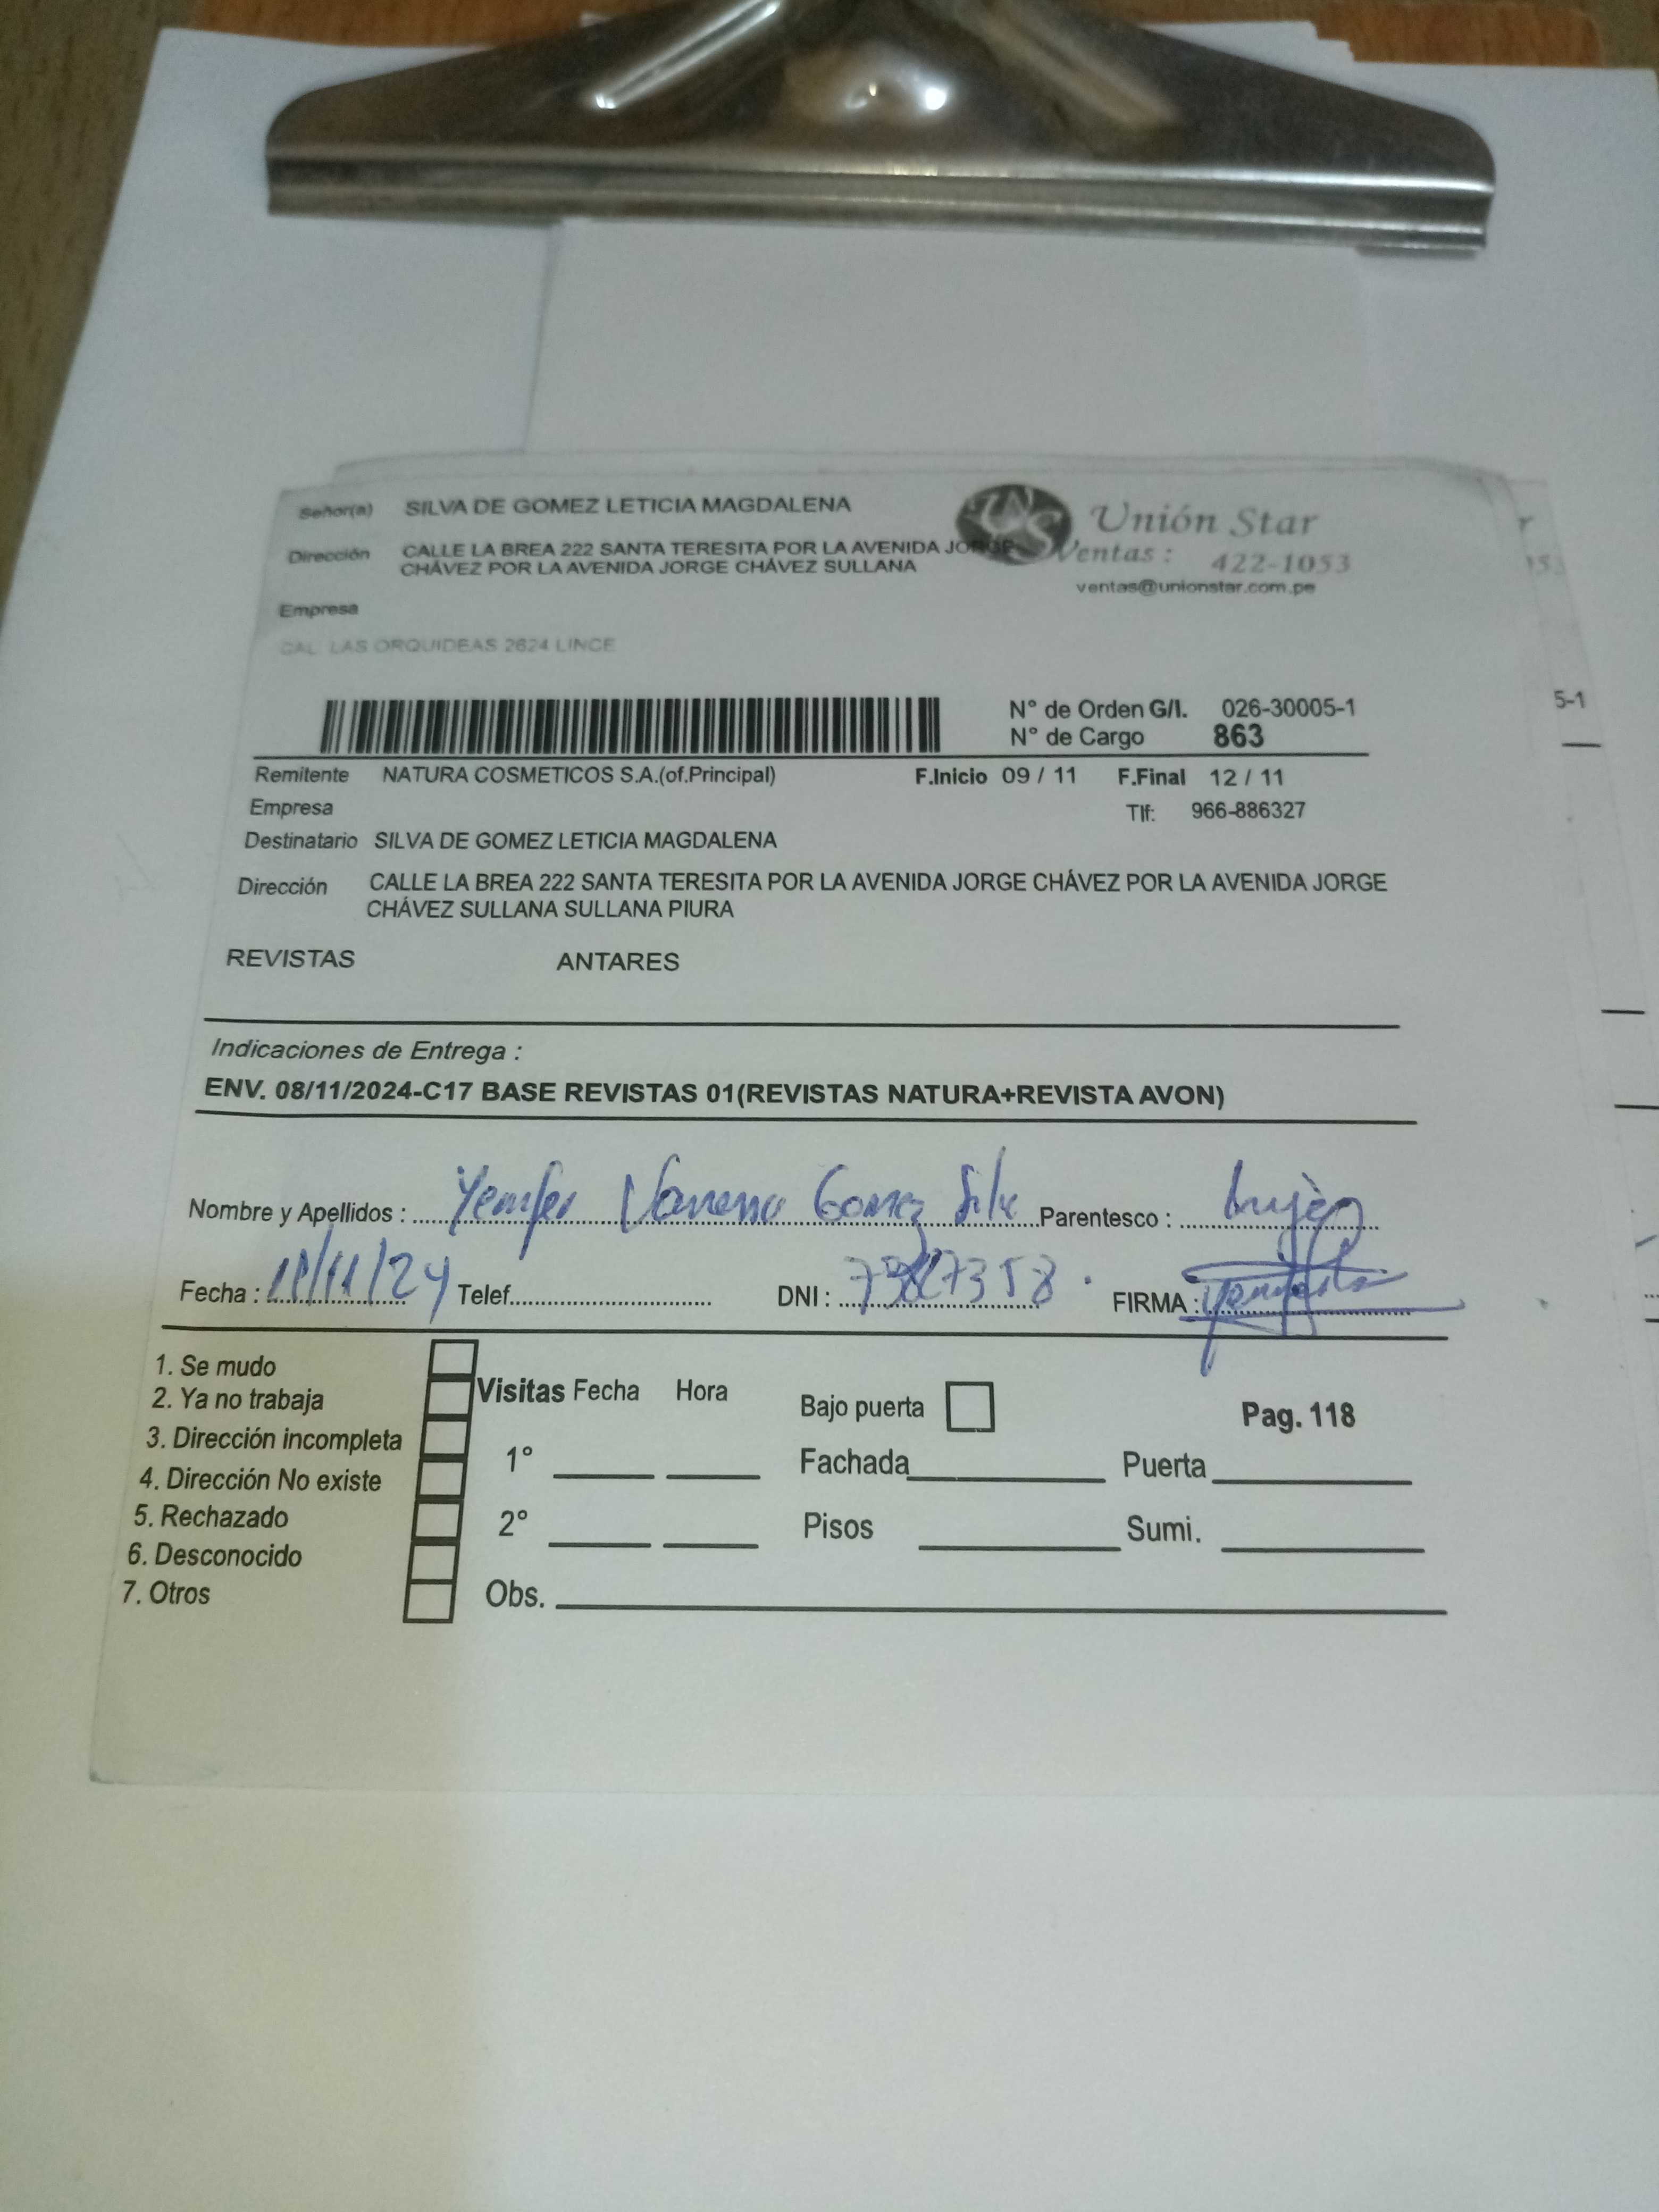 Señor(a) SILVA DE GOMEZ LETICIA MAGDALENA
Unión Star
Dirección CALLE LA BREA 222 SANTA TERESITA POR LA AVENIDA JORGE
CHÁVEZ POR LA AVENIDA JORGE CHÁVEZ SULLANA
Ventas : 422-1053
ventas@unionstar.com.pe
Empresa
CAL LAS ORQUIDEAS 2624 LINCE
N° de Orden G/I. 026-30005-1
5-1
N° de Cargo 863
Remitente NATURA COSMETICOS S.A.(of.Principal) F.Inicio 09 / 11 F.Final 12 / 11
Empresa Tlf: 966-886327
Destinatario SILVA DE GOMEZ LETICIA MAGDALENA
Dirección CALLE LA BREA 222 SANTA TERESITA POR LA AVENIDA JORGE CHÁVEZ POR LA AVENIDA JORGE
CHÁVEZ SULLANA SULLANA PIURA
REVISTAS ANTARES
Indicaciones de Entrega :
ENV. 08/11/2024-C17 BASE REVISTAS 01(REVISTAS NATURA+REVISTA AVON)
Nombre y Apellidos : Gomez Silva Parentesco :
Fecha : 11/11/24 Telef. DNI : FIRMA :
1. Se mudo
2. Ya no trabaja
3. Dirección incompleta
4. Dirección No existe
5. Rechazado
6. Desconocido
7. Otros
Visitas Fecha Hora
1°
2°
Obs.
Bajo puerta Pag. 118
Fachada Puerta
Pisos Sumi.